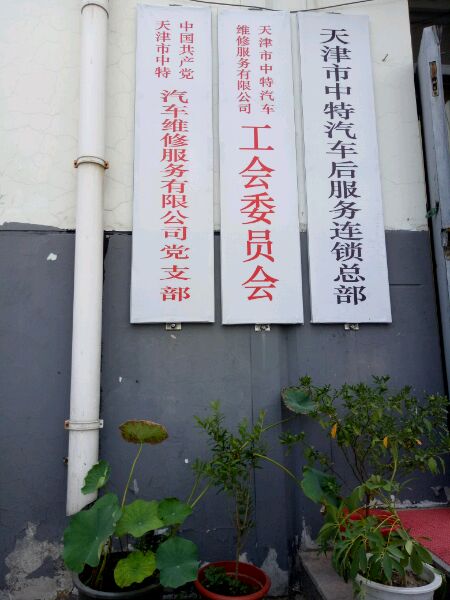 中国共产党
天津市中特
汽车维修服务有限公司党支部
天津市中特汽车
维修服务有限公司
工会委员会
天津市中特汽车后服务连锁总部